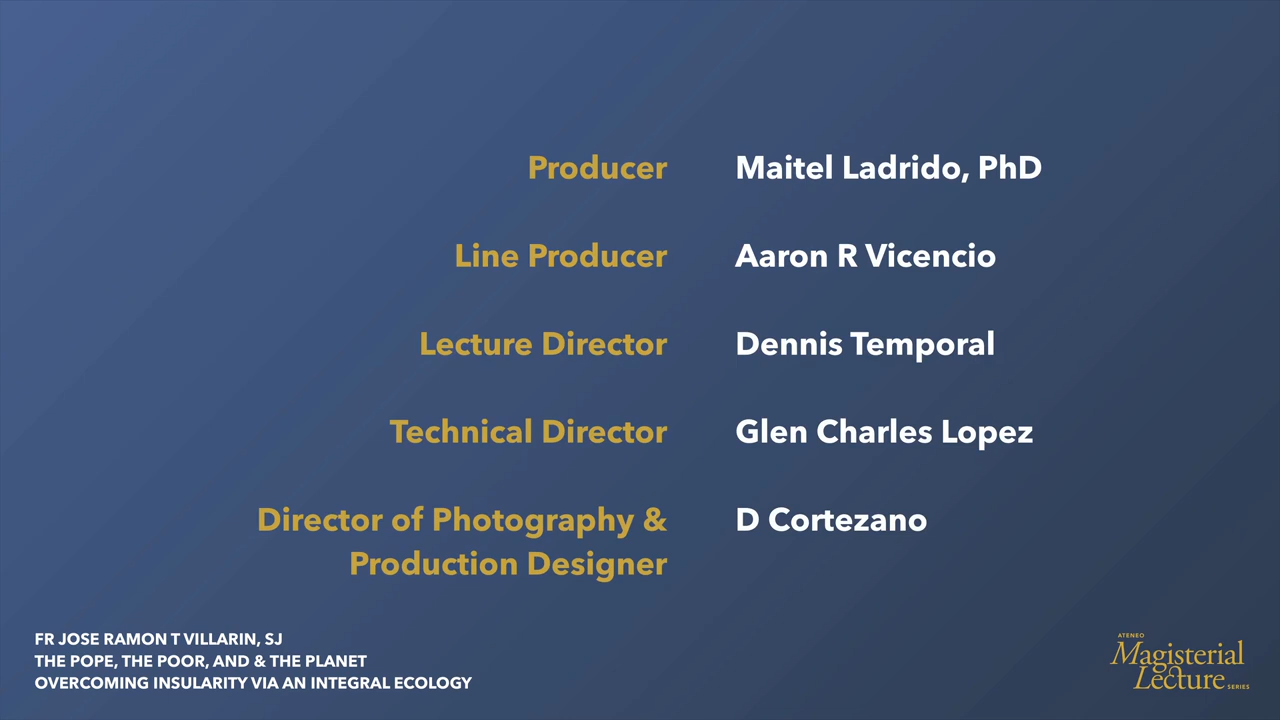 Producer Maitel Ladrido, PhD
Line Producer Aaron R Vicencio
Lecture Director Dennis Temporal
Technical Director Glen Charles Lopez
Director of Photography & D Cortezano
Production Designer
FR JOSE RAMON T VILLARIN, SJ
THE POPE, THE POOR, AND & THE PLANET
OVERCOMING INSULARITY VIA AN INTEGRAL ECOLOGY
ATENEO
Magisterial
Lecture SERIES